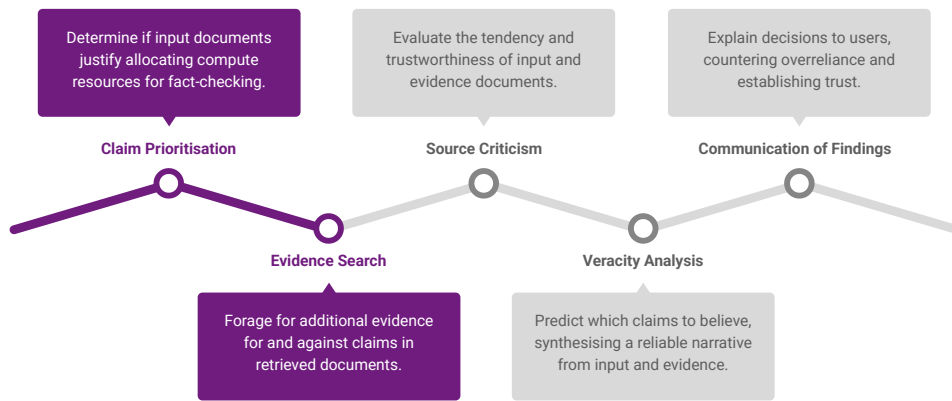 Determine if input documents
justify allocating compute
resources for fact-checking.
Claim Prioritisation
Evidence Search
Forage for additional evidence
for and against claims in
retrieved documents.
Evaluate the tendency and
trustworthiness of input and
evidence documents.
Source Criticism
Veracity Analysis
Predict which claims to believe,
synthesising a reliable narrative
from input and evidence.
Explain decisions to users,
countering overreliance and
establishing trust.
Communication of Findings